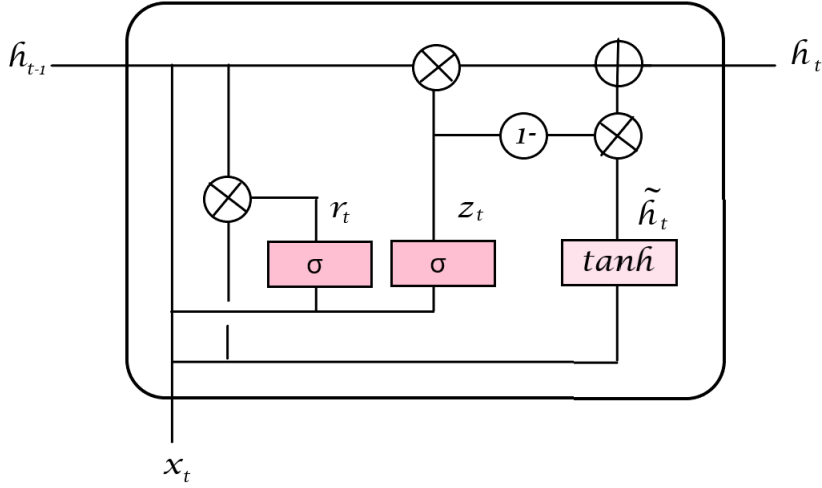 h_{t-1}
h_t
1-
r_t
z_t
h̃_t
σ
σ
tanh
x_t